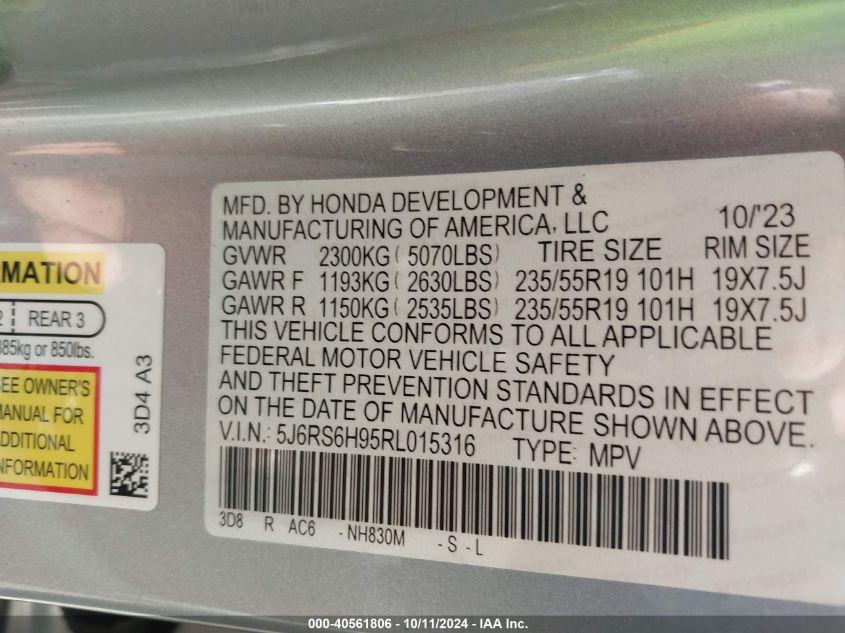 MFD. BY HONDA DEVELOPMENT &
MANUFACTURING OF AMERICA, LLC 10/'23
GVWR 2300KG ( 5070LBS) TIRE SIZE RIM SIZE
GAWR F 1193KG ( 2630LBS) 235/55R19 101H 19X7.5J
GAWR R 1150KG ( 2535LBS) 235/55R19 101H 19X7.5J
THIS VEHICLE CONFORMS TO ALL APPLICABLE
FEDERAL MOTOR VEHICLE SAFETY
AND THEFT PREVENTION STANDARDS IN EFFECT
ON THE DATE OF MANUFACTURE SHOWN ABOVE.
V.I.N.: 5J6RS6H95RL015316 TYPE: MPV
3D8 R AC6 -NH830M -S-L
RMATION
2 REAR 3
385kg or 850lbs.
SEE OWNER'S
MANUAL FOR
ADDITIONAL
INFORMATION
3D4 A3
000-40561806 - 10/11/2024 - IAA Inc.